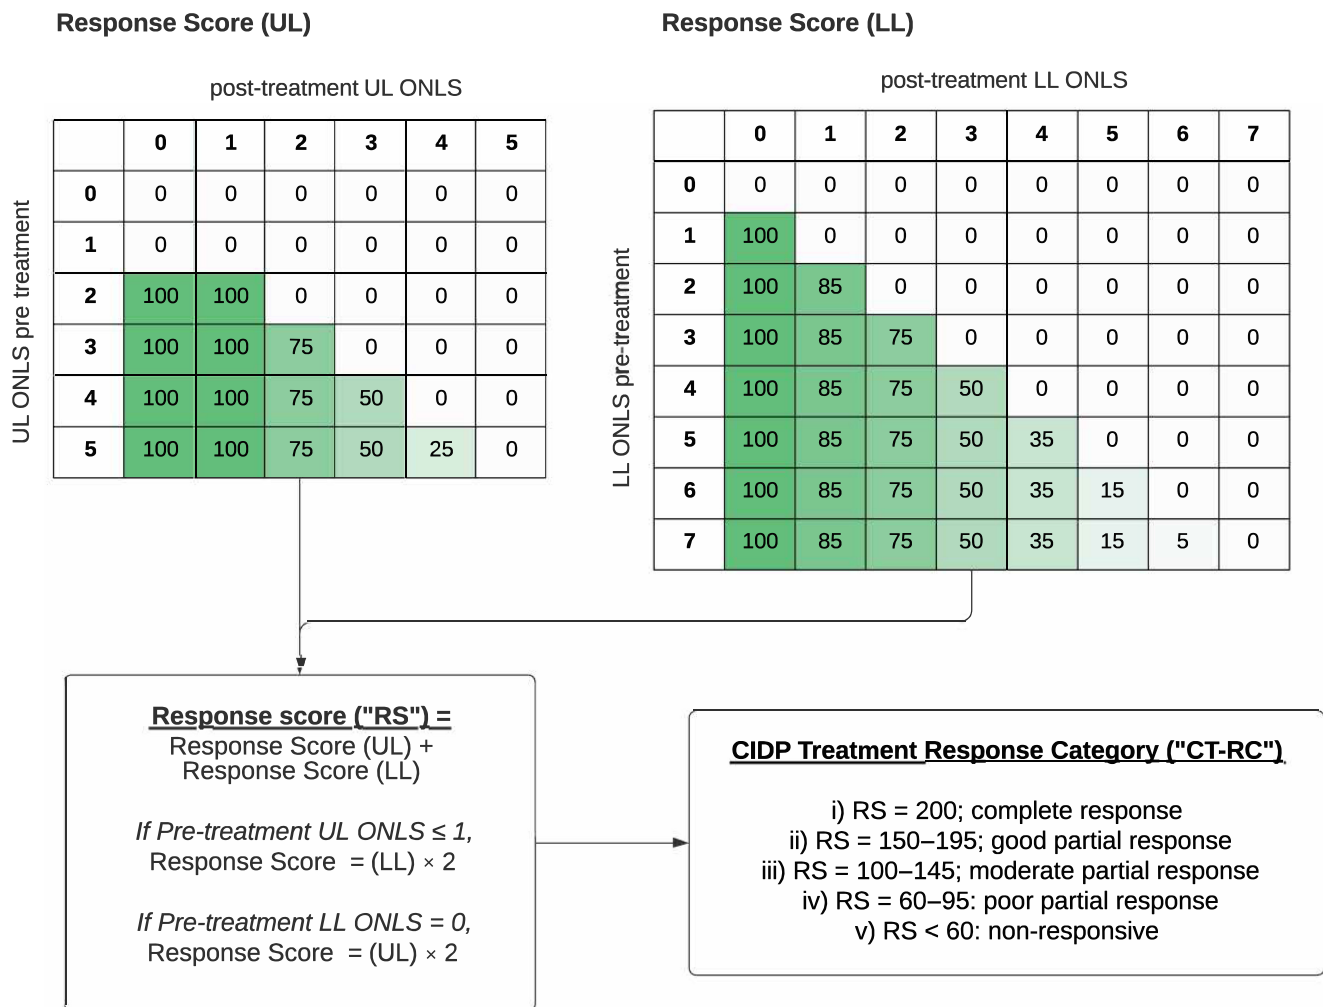 Response Score (UL)
post-treatment UL ONLS
UL ONLS pre treatment
0 1 2 3 4 5
0 0 0 0 0 0 0
1 0 0 0 0 0 0
2 100 100 0 0 0 0
3 100 100 75 0 0 0
4 100 100 75 50 0 0
5 100 100 75 50 25 0
Response Score (LL)
post-treatment LL ONLS
LL ONLS pre-treatment
0 1 2 3 4 5 6 7
0 0 0 0 0 0 0 0 0
1 100 0 0 0 0 0 0 0
2 100 85 0 0 0 0 0 0
3 100 85 75 0 0 0 0 0
4 100 85 75 50 0 0 0 0
5 100 85 75 50 35 0 0 0
6 100 85 75 50 35 15 0 0
7 100 85 75 50 35 15 5 0
Response score ("RS") =
Response Score (UL) +
Response Score (LL)
If Pre-treatment UL ONLS ≤ 1,
Response Score = (LL) × 2
If Pre-treatment LL ONLS = 0,
Response Score = (UL) × 2
CIDP Treatment Response Category ("CT-RC")
i) RS = 200; complete response
ii) RS = 150–195; good partial response
iii) RS = 100–145; moderate partial response
iv) RS = 60–95: poor partial response
v) RS < 60: non-responsive